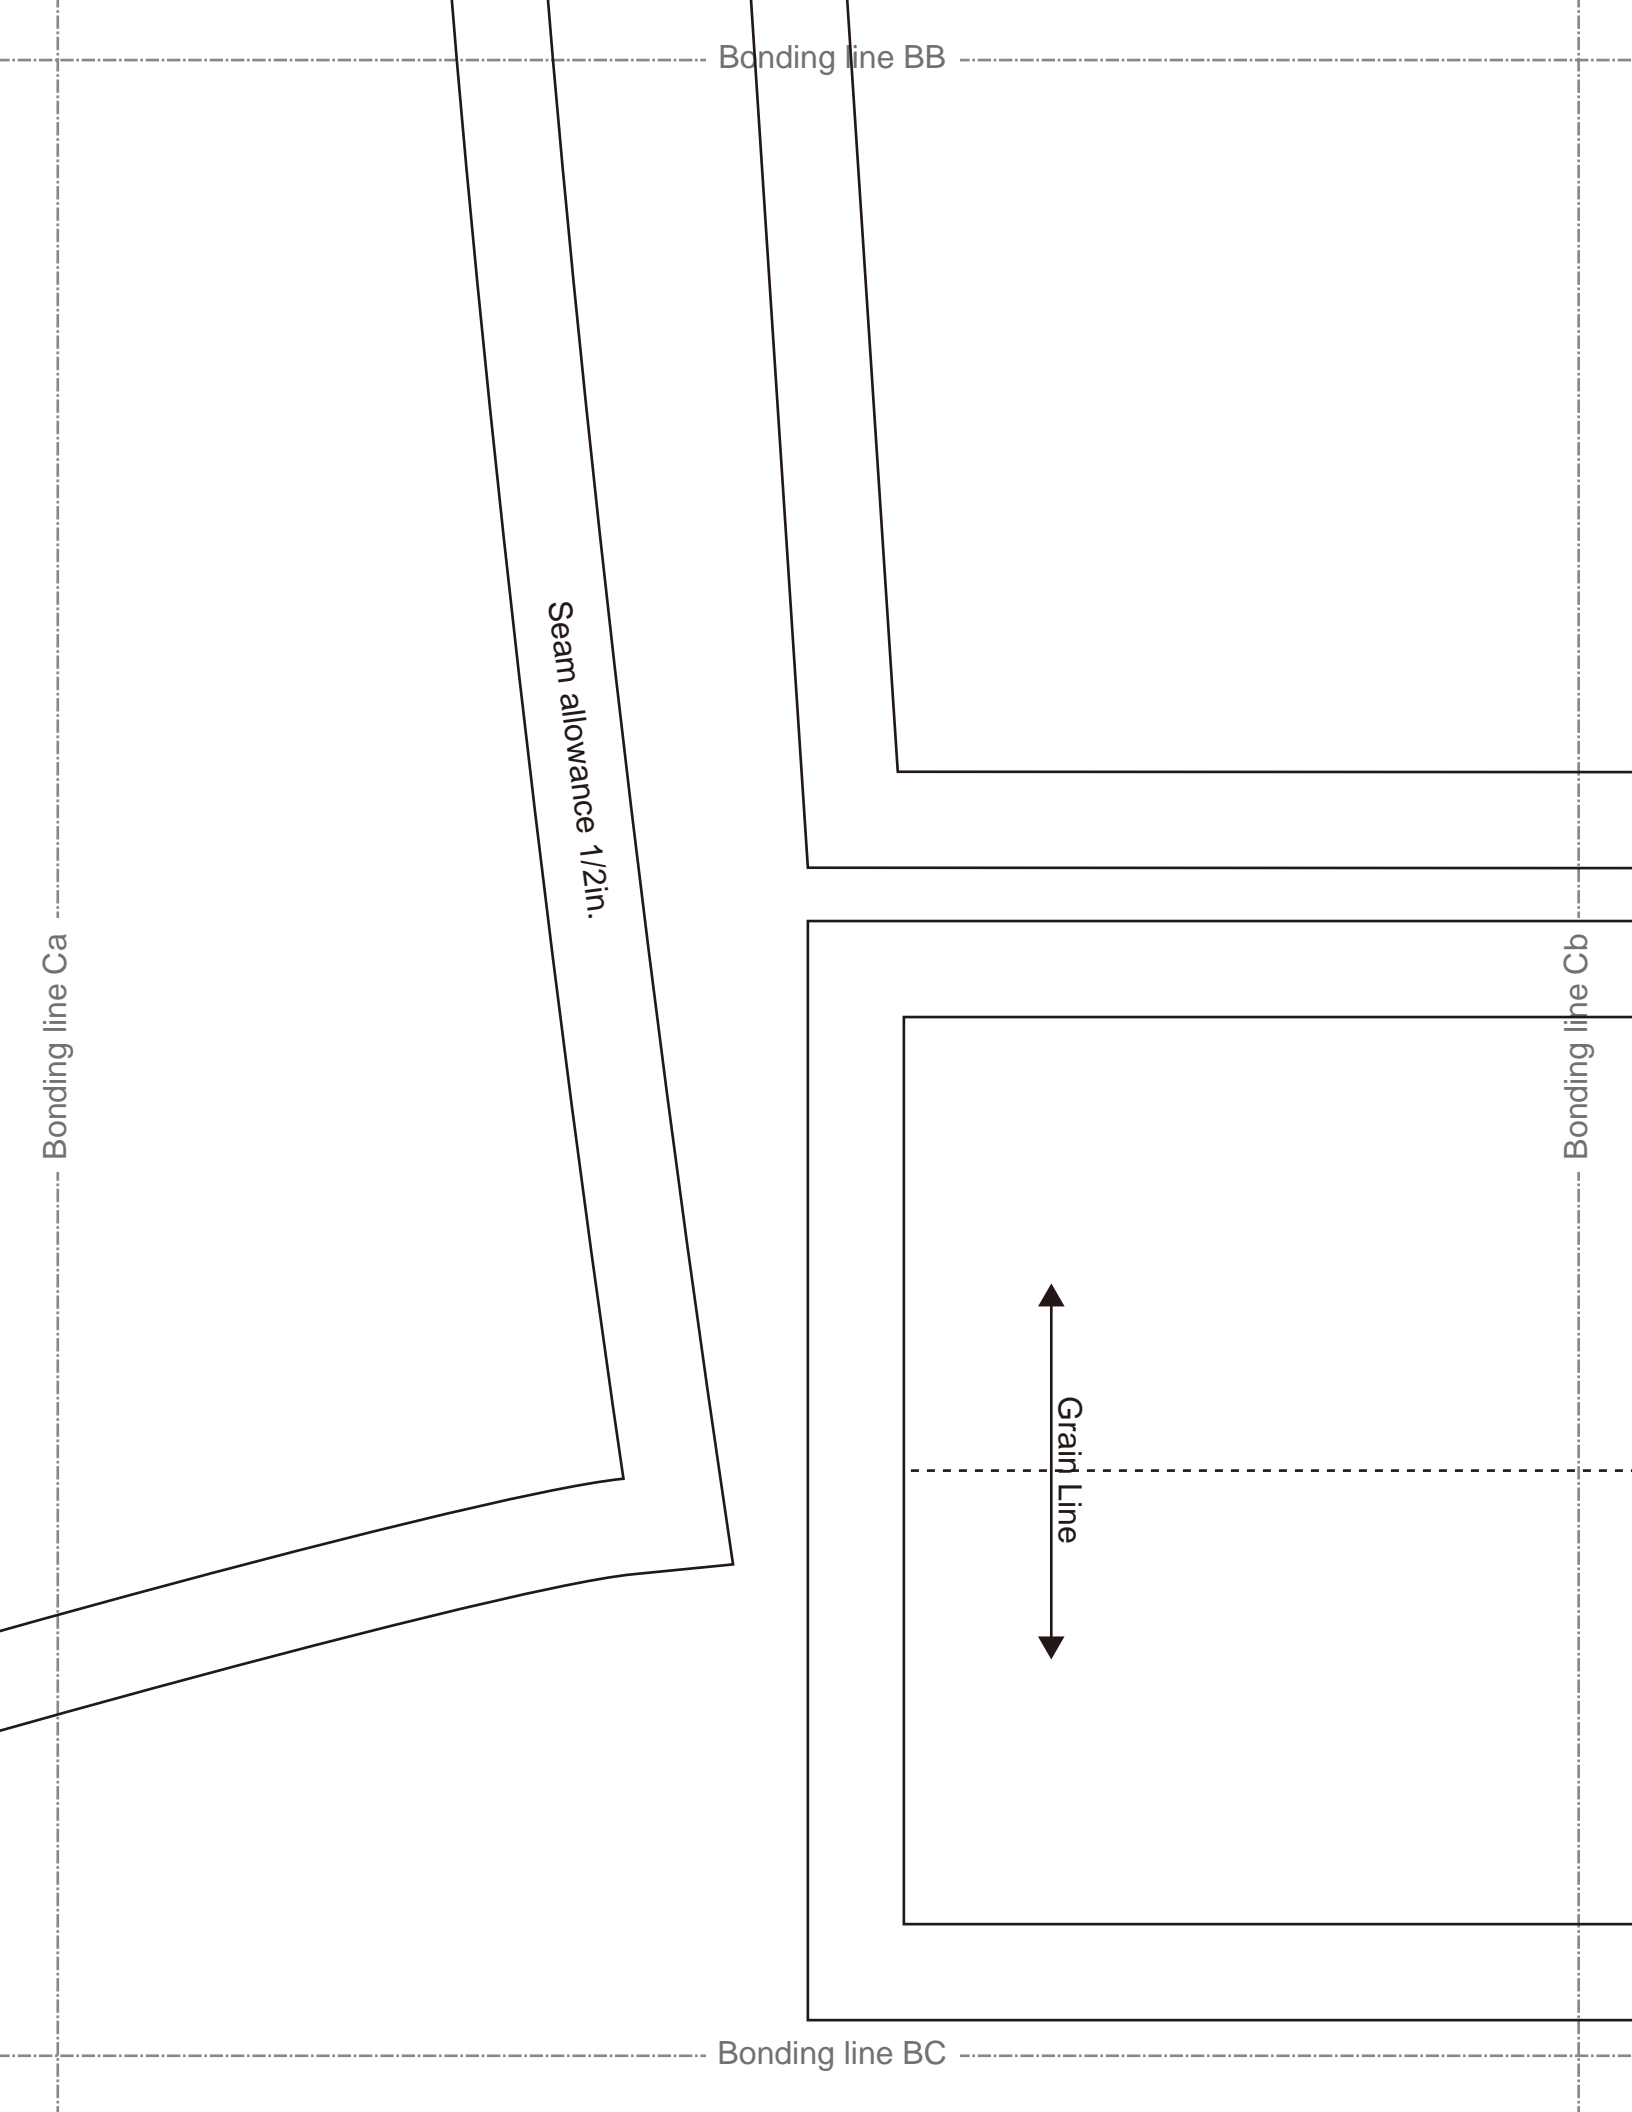 Bonding line BB
Seam allowance 1/2in.
Bonding line Ca
Bonding line Cb
Grain Line
Bonding line BC